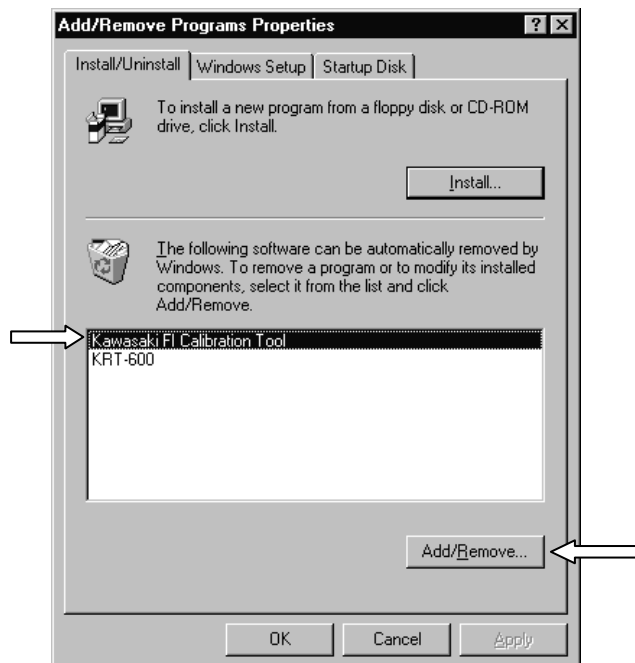 Add/Remove Programs Properties
Install/Uninstall Windows Setup Startup Disk
To install a new program from a floppy disk or CD-ROM
drive, click Install.
Install...
The following software can be automatically removed by
Windows. To remove a program or to modify its installed
components, select it from the list and click
Add/Remove.
Kawasaki FI Calibration Tool
KRT-600
Add/Remove...
OK Cancel Apply